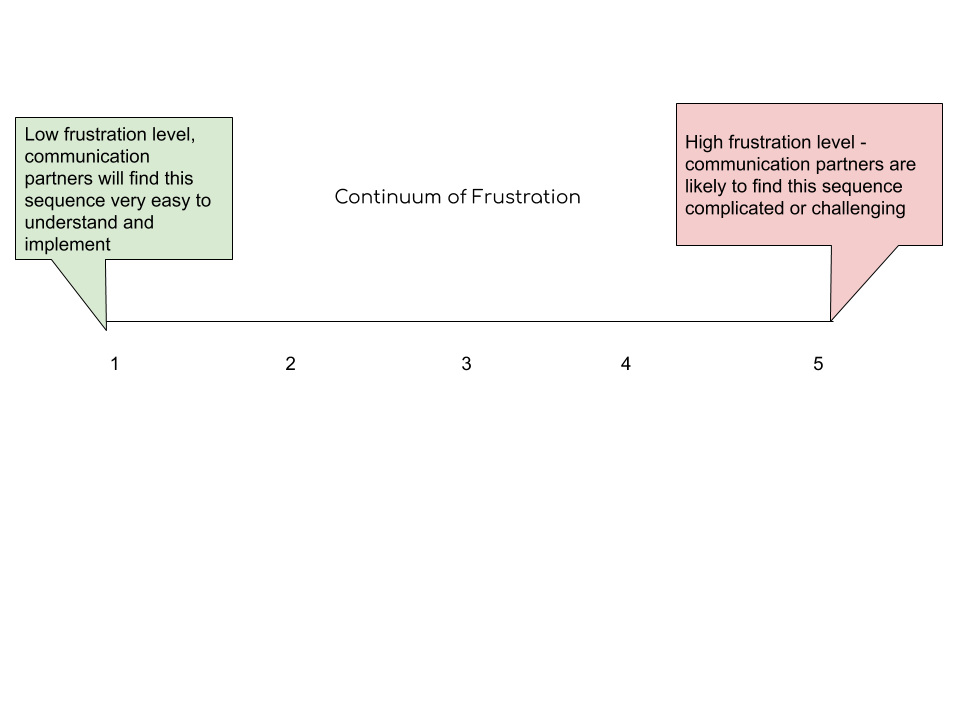 Low frustration level,
communication
partners will find this
sequence very easy to
understand and
implement
Continuum of Frustration
High frustration level -
communication partners are
likely to find this sequence
complicated or challenging
1 2 3 4 5